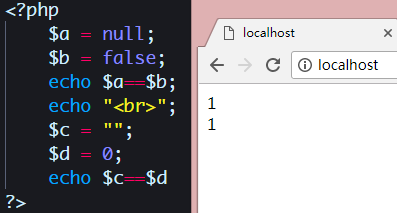 <?php
$a = null;
$b = false;
echo $a==$b;
echo "<br>";
$c = "";
$d = 0;
echo $c==$d
?>
localhost
localhost
1
1